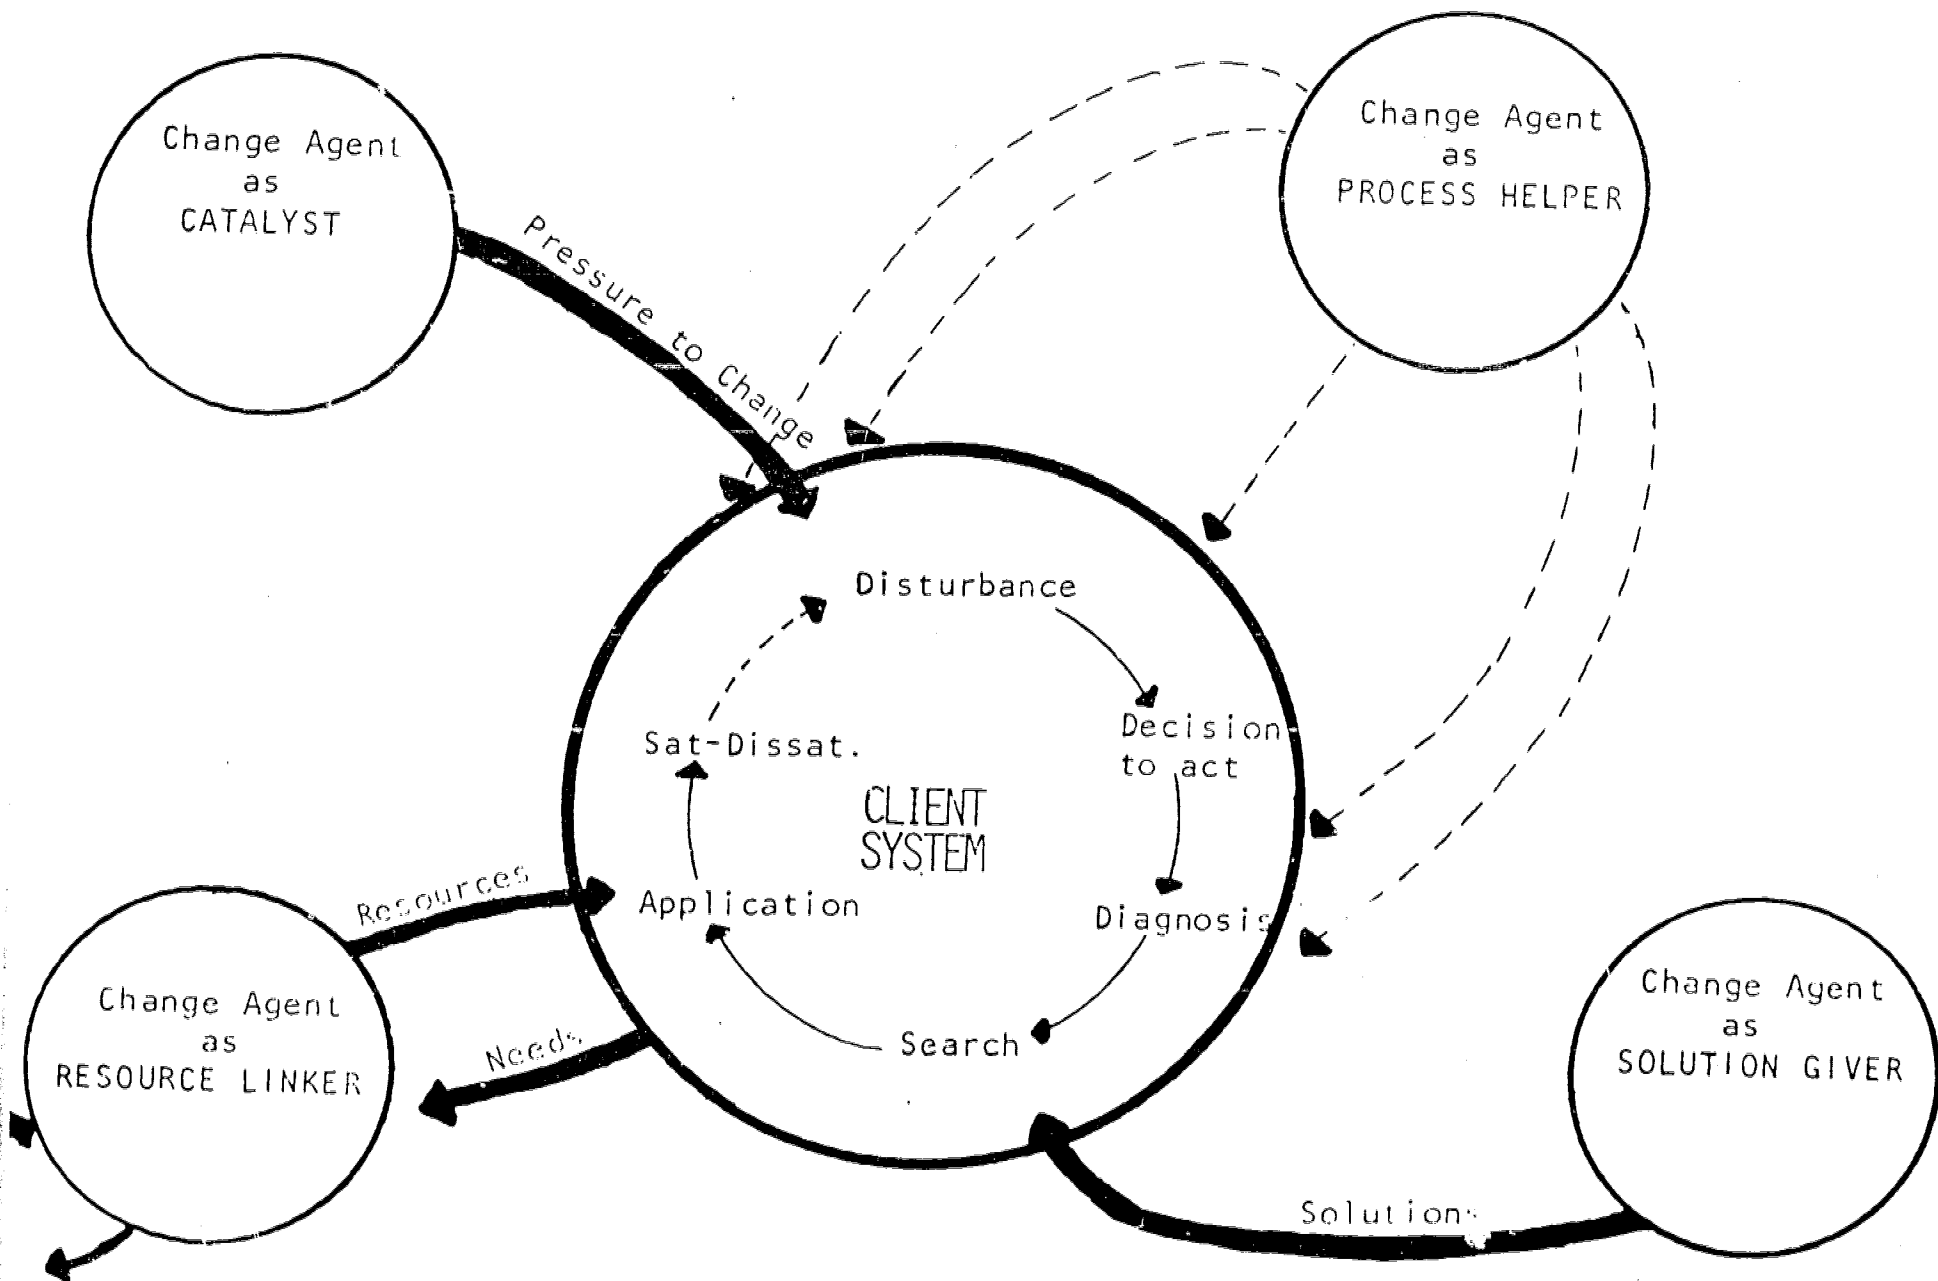 Change Agent
as
CATALYST
Change Agent
as
PROCESS HELPER
Pressure to Change
Disturbance
Decision
to act
Sat-Dissat.
CLIENT
SYSTEM
Resources
Application
Diagnosis
Change Agent
as
RESOURCE LINKER
Needs
Search
Change Agent
as
SOLUTION GIVER
Solutions